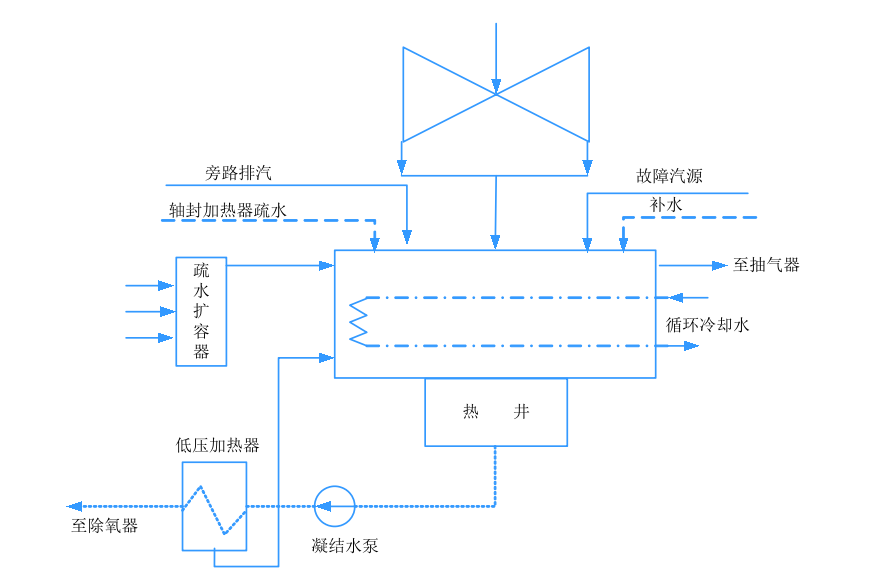 旁路排汽
故障汽源
轴封加热器疏水
补水
至抽气器
疏水扩容器
循环冷却水
热 井
低压加热器
至除氧器
凝结水泵